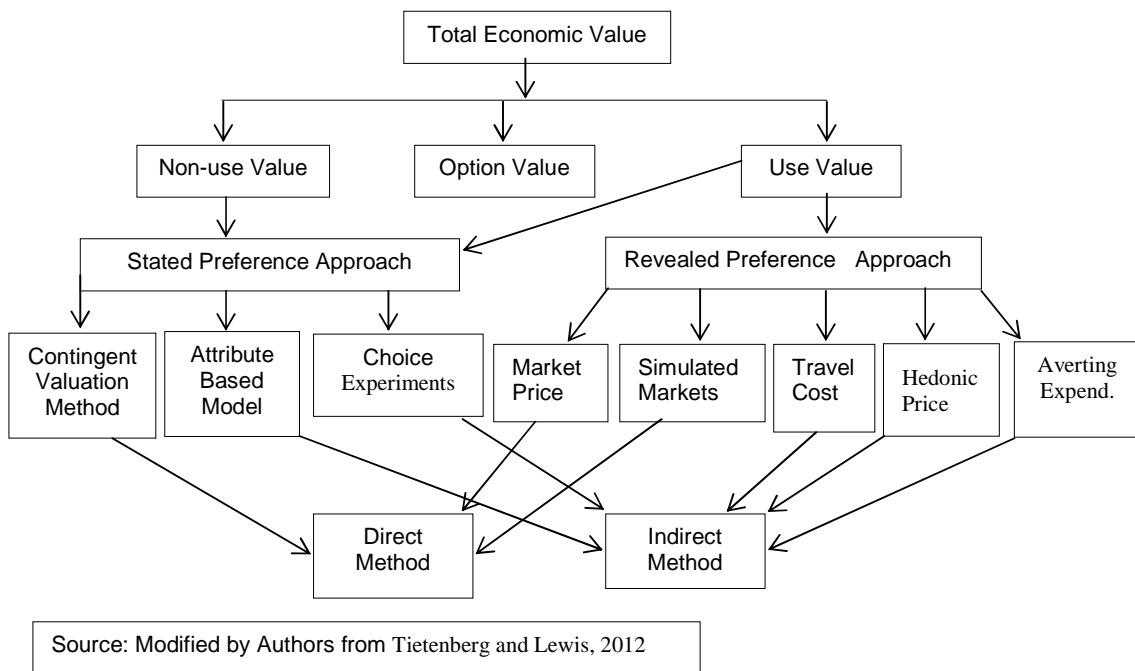 Total Economic Value
Non-use Value
Option Value
Use Value
Stated Preference Approach
Revealed Preference Approach
Contingent
Valuation
Method
Attribute
Based
Model
Choice
Experiments
Market
Price
Simulated
Markets
Travel
Cost
Hedonic
Price
Averting
Expend.
Direct
Method
Indirect
Method
Source: Modified by Authors from Tietenberg and Lewis, 2012